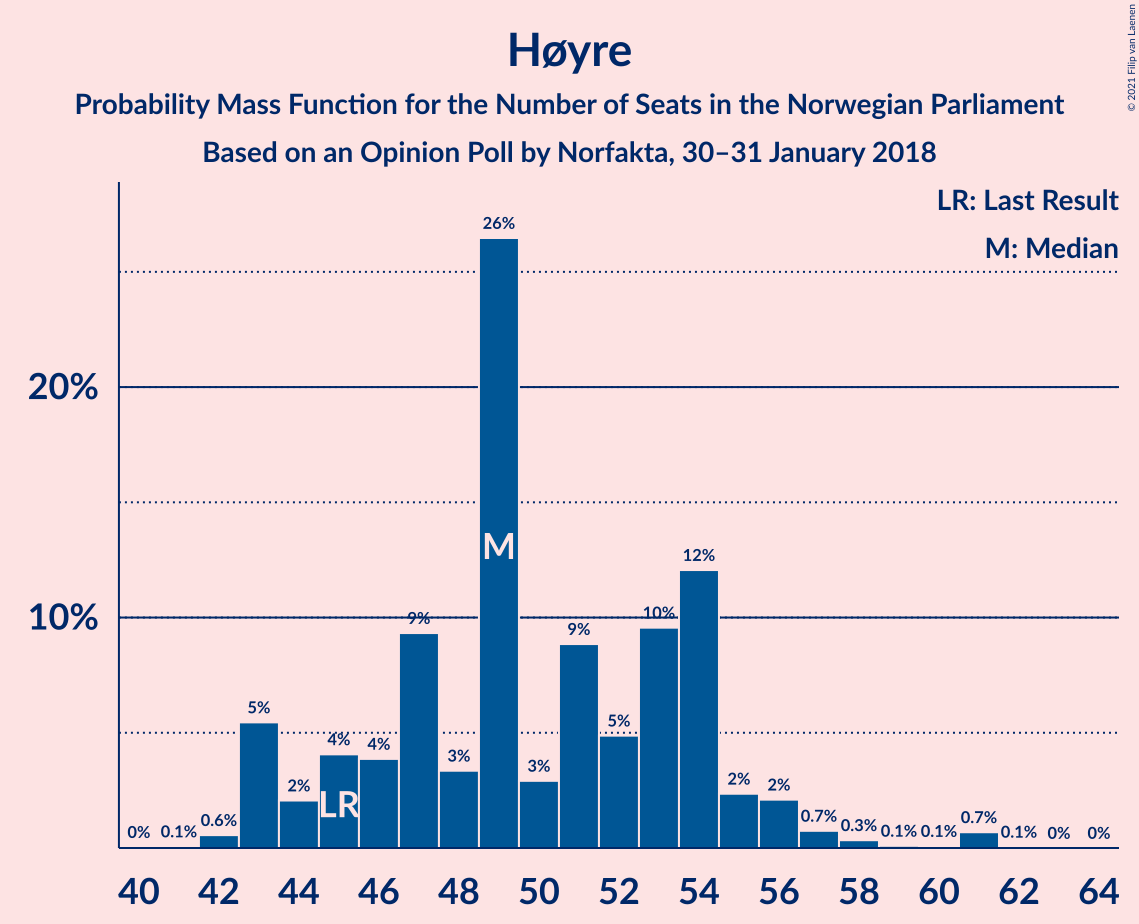 Høyre
Probability Mass Function for the Number of Seats in the Norwegian Parliament
Based on an Opinion Poll by Norfakta, 30–31 January 2018
© 2021 Filip van Laenen
LR: Last Result
M: Median
20%
10%
0% 0.1% 0.6% 5% 2% 4% 4% 9% 3% 26% 3% 9% 5% 10% 12% 2% 2% 0.7% 0.3% 0.1% 0.1% 0.7% 0.1% 0% 0%
M
LR
40 42 44 46 48 50 52 54 56 58 60 62 64